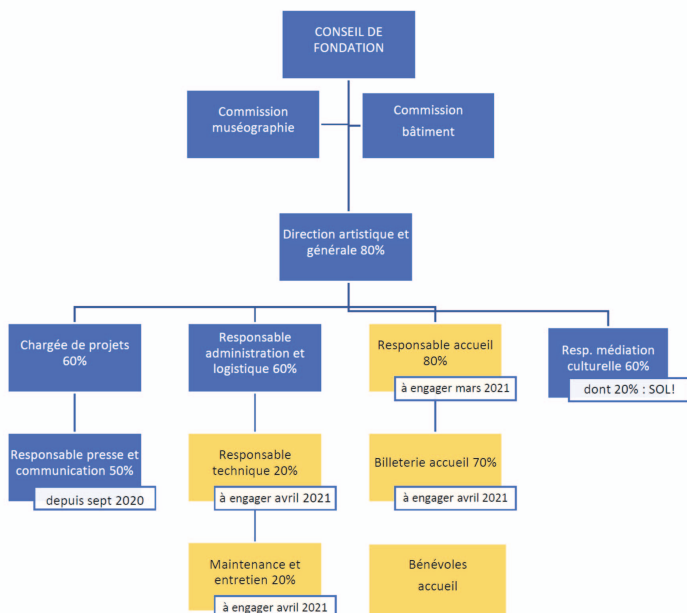 CONSEIL DE
FONDATION
Commission
muséographie
Commission
bâtiment
Direction artistique et
générale 80%
Chargée de projets
60%
Responsable
administration et
logistique 60%
Responsable accueil
80%
à engager mars 2021
Resp. médiation
culturelle 60%
dont 20% : SOL!
Responsable presse et
communication 50%
depuis sept 2020
Responsable
technique 20%
à engager avril 2021
Billeterie accueil 70%
à engager avril 2021
Maintenance et
entretien 20%
à engager avril 2021
Bénévoles
accueil